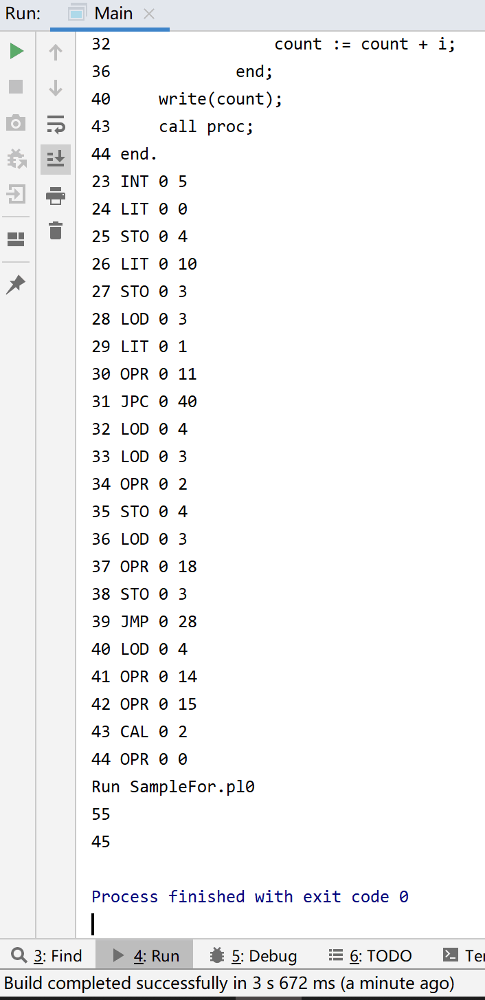 Run: Main
32                 count := count + i;
36             end;
40     write(count);
43     call proc;
44 end.
23 INT 0 5
24 LIT 0 0
25 STO 0 4
26 LIT 0 10
27 STO 0 3
28 LOD 0 3
29 LIT 0 1
30 OPR 0 11
31 JPC 0 40
32 LOD 0 4
33 LOD 0 3
34 OPR 0 2
35 STO 0 4
36 LOD 0 3
37 OPR 0 18
38 STO 0 3
39 JMP 0 28
40 LOD 0 4
41 OPR 0 14
42 OPR 0 15
43 CAL 0 2
44 OPR 0 0
Run SampleFor.pl0
55
45
Process finished with exit code 0
3: Find 4: Run 5: Debug 6: TODO Ter
Build completed successfully in 3 s 672 ms (a minute ago)